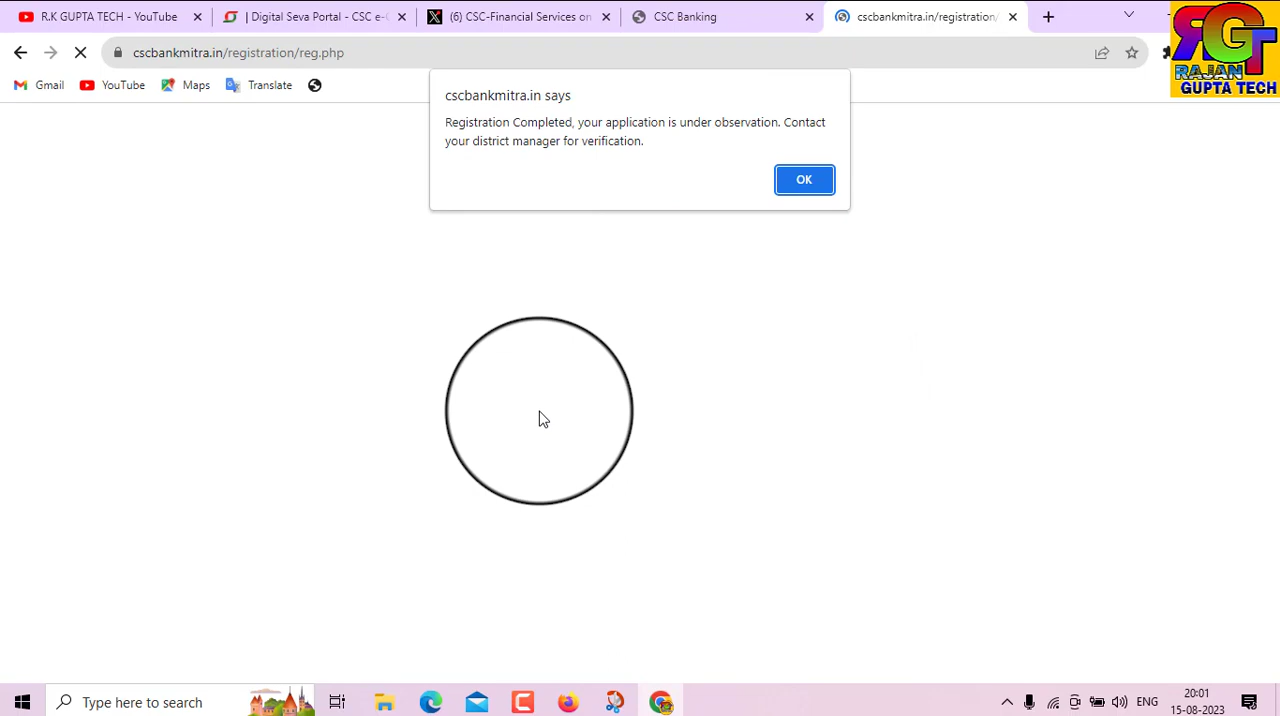 R.K GUPTA TECH - YouTube
| Digital Seva Portal - CSC e-G
(6) CSC-Financial Services on
CSC Banking
cscbankmitra.in/registration/
cscbankmitra.in/registration/reg.php
Gmail
YouTube
Maps
Translate
RGT
RAJAN
GUPTA TECH
cscbankmitra.in says
Registration Completed, your application is under observation. Contact
your district manager for verification.
OK
Type here to search
ENG
20:01
15-08-2023